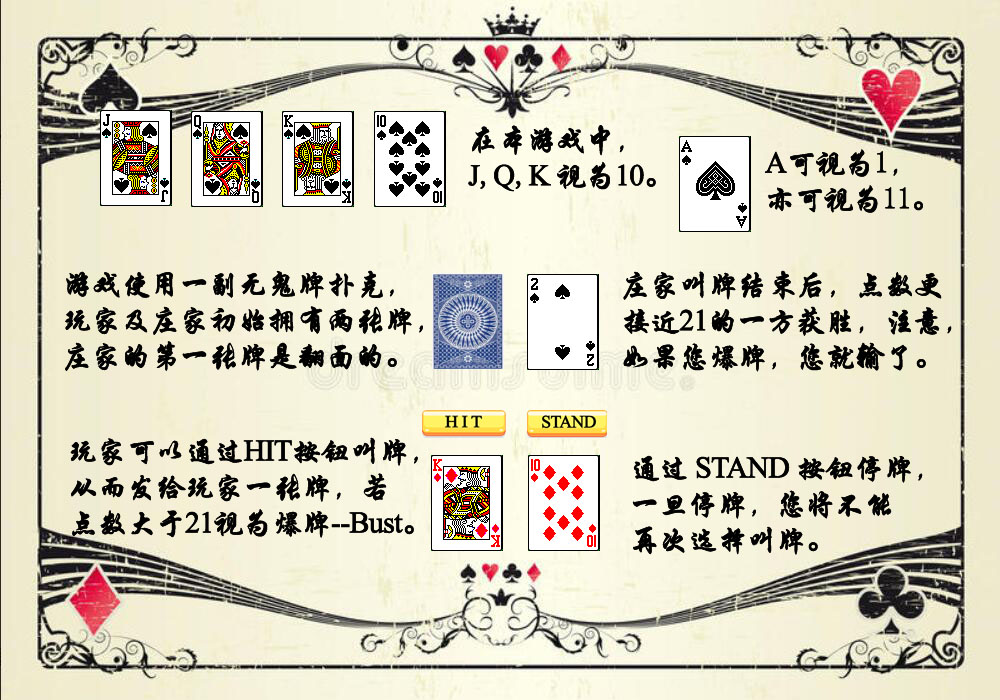 J
Q
K
10
在本游戏中，
J, Q, K 视为10。
A
A可视为1，
亦可视为11。
游戏使用一副无鬼牌扑克，
玩家及庄家初始拥有两张牌，
庄家的第一张牌是翻面的。
2
庄家叫牌结束后，点数更
接近21的一方获胜，注意，
如果您爆牌，您就输了。
dreamstime.
HIT
STAND
玩家可以通过HIT按钮叫牌，
从而发给玩家一张牌，若
点数大于21视为爆牌--Bust。
K
10
通过 STAND 按钮停牌，
一旦停牌，您将不能
再次选择叫牌。